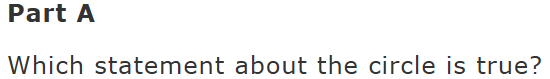 Part A
Which statement about the circle is true?